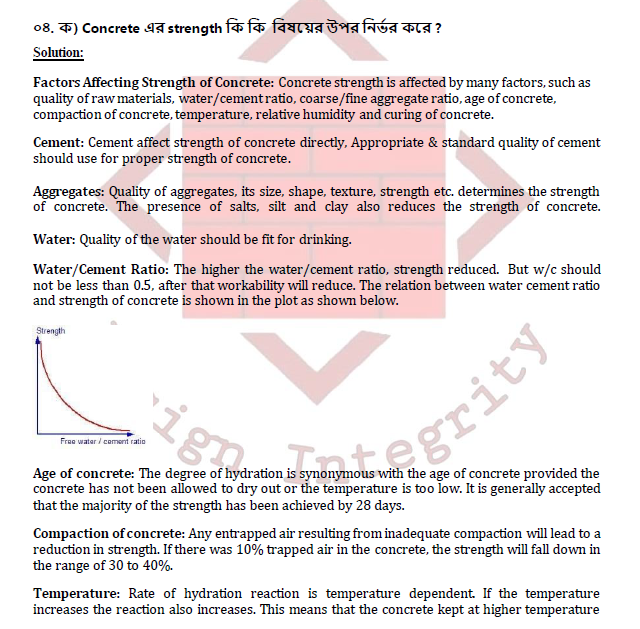 ০৪. ক) Concrete এর strength কি কি বিষয়ের উপর নির্ভর করে ?
Solution:
Factors Affecting Strength of Concrete: Concrete strength is affected by many factors, such as
quality of raw materials, water/cement ratio, coarse/fine aggregate ratio, age of concrete,
compaction of concrete, temperature, relative humidity and curing of concrete.
Cement: Cement affect strength of concrete directly, Appropriate & standard quality of cement
should use for proper strength of concrete.
Aggregates: Quality of aggregates, its size, shape, texture, strength etc. determines the strength
of concrete. The presence of salts, silt and clay also reduces the strength of concrete.
Water: Quality of the water should be fit for drinking.
Water/Cement Ratio: The higher the water/cement ratio, strength reduced. But w/c should
not be less than 0.5, after that workability will reduce. The relation between water cement ratio
and strength of concrete is shown in the plot as shown below.
Strength
Free water / cement ratio
ign Integrity
Age of concrete: The degree of hydration is synonymous with the age of concrete provided the
concrete has not been allowed to dry out or the temperature is too low. It is generally accepted
that the majority of the strength has been achieved by 28 days.
Compaction of concrete: Any entrapped air resulting from inadequate compaction will lead to a
reduction in strength. If there was 10% trapped air in the concrete, the strength will fall down in
the range of 30 to 40%.
Temperature: Rate of hydration reaction is temperature dependent. If the temperature
increases the reaction also increases. This means that the concrete kept at higher temperature